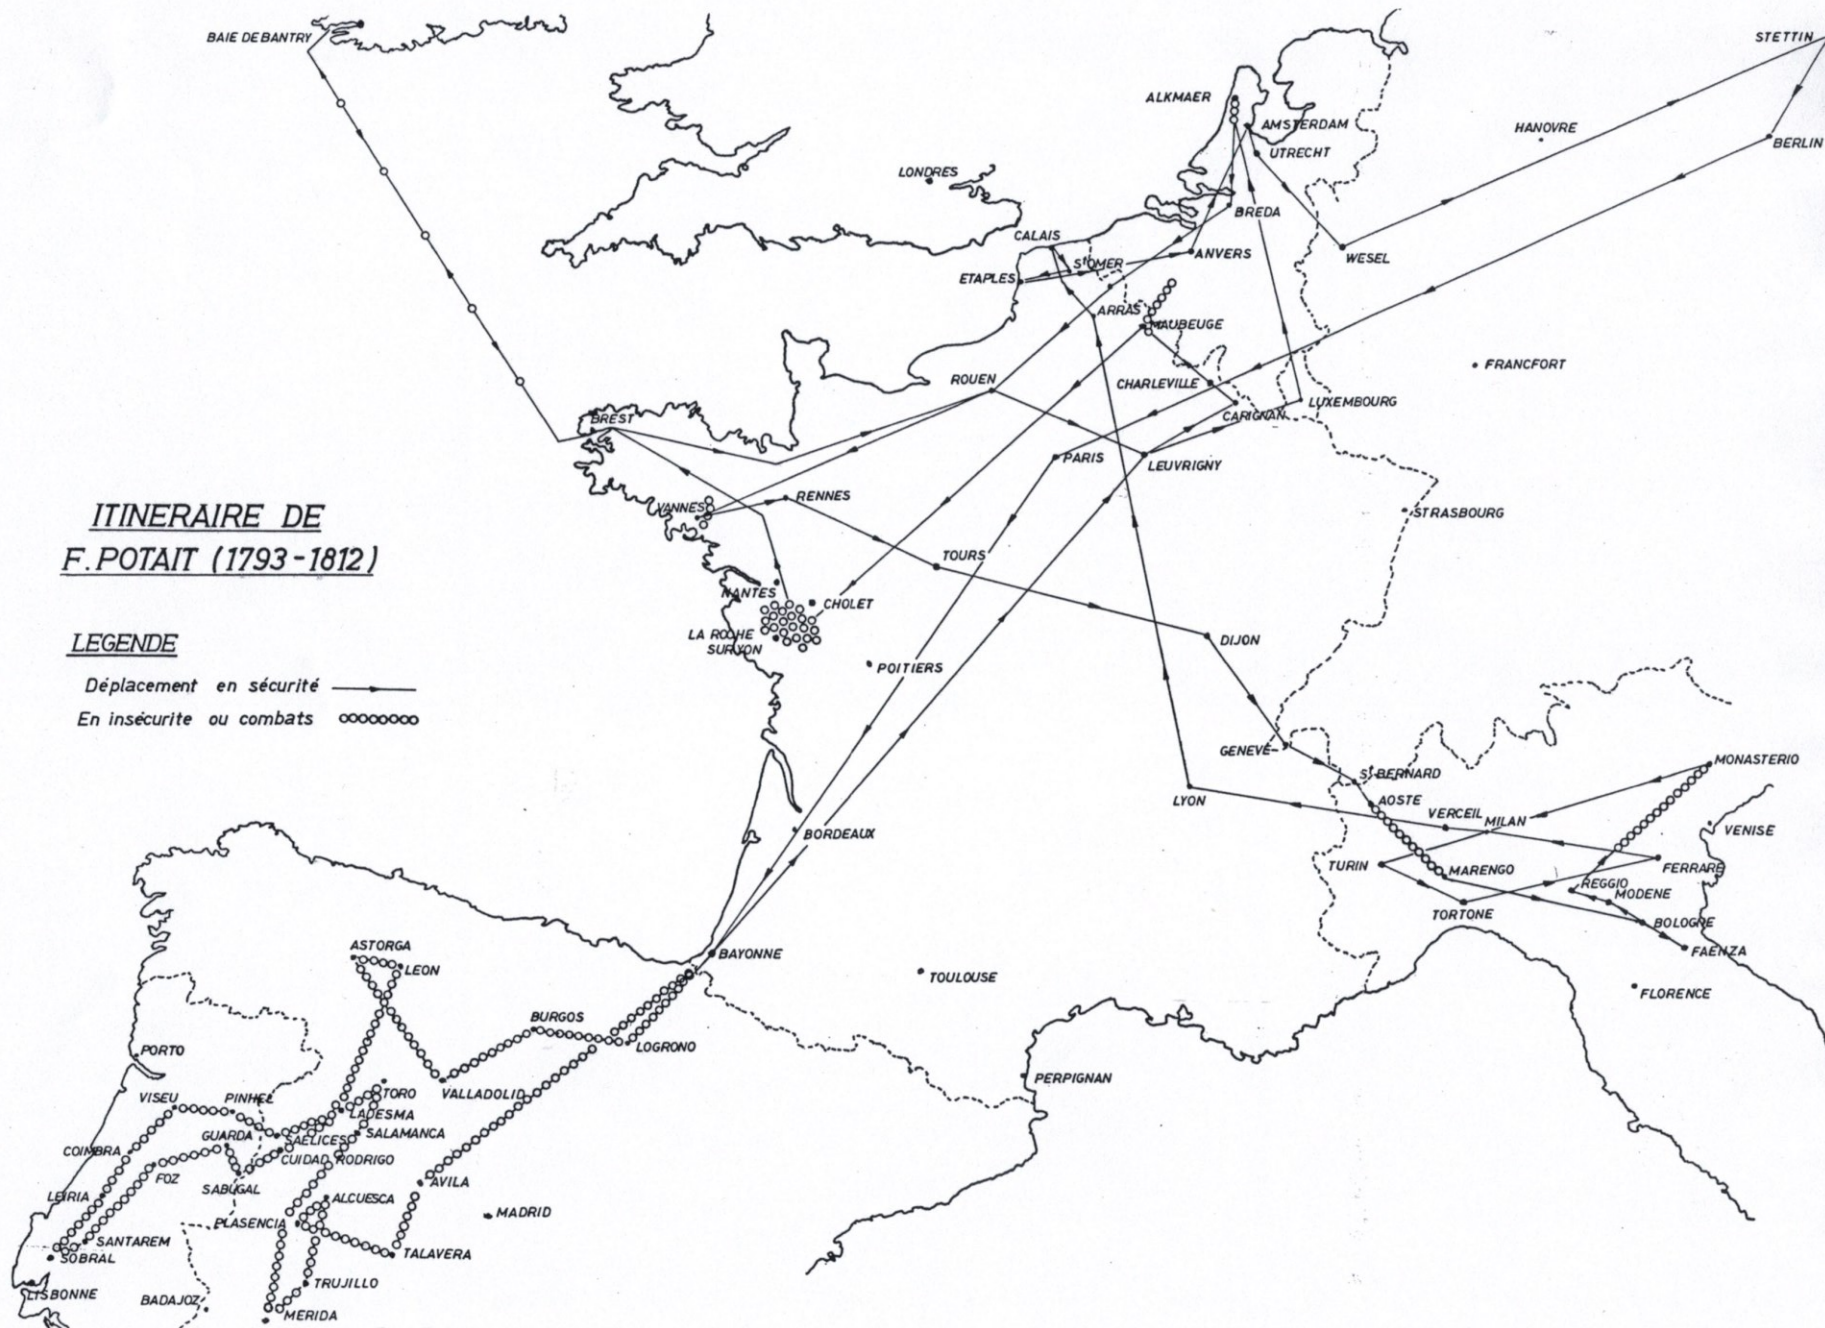 BAIE DE BANTRY
STETTIN
ALKMAER
AMSTERDAM
HANOVRE
BERLIN
UTRECHT
LONDRES
BREDA
CALAIS
ANVERS
WESEL
STOMER
ETAPLES
ARRAS
MAUBEUGE
FRANCFORT
ROUEN
CHARLEVILLE
LUXEMBOURG
CARIGNAN
BREST
PARIS
LEUVRIGNY
RENNES
VANNES
STRASBOURG
ITINERAIRE DE
F. POTAIT (1793-1812)
TOURS
NANTES
CHOLET
LA ROCHE
SUR YON
DIJON
POITIERS
LEGENDE
Déplacement en sécurité
En insécurite ou combats
GENEVE
MONASTERIO
St BERNARD
LYON
AOSTE
VERCEIL
MILAN
VENISE
BORDEAUX
TURIN
MARENGO
FERRARE
REGGIO
MODENE
TORTONE
BOLOGNE
FAENZA
ASTORGA
LEON
BAYONNE
TOULOUSE
FLORENCE
BURGOS
LOGRONO
PORTO
PERPIGNAN
VISEU
PINHEL
TORO
VALLADOLID
LADESMA
GUARDA
SAELICES
SALAMANCA
COIMBRA
CUIDAD RODRIGO
FOZ
SABUGAL
AVILA
LEIRIA
ALCUESCA
MADRID
PLASENCIA
SANTAREM
TALAVERA
SOBRAL
TRUJILLO
LISBONNE
BADAJOZ
MERIDA